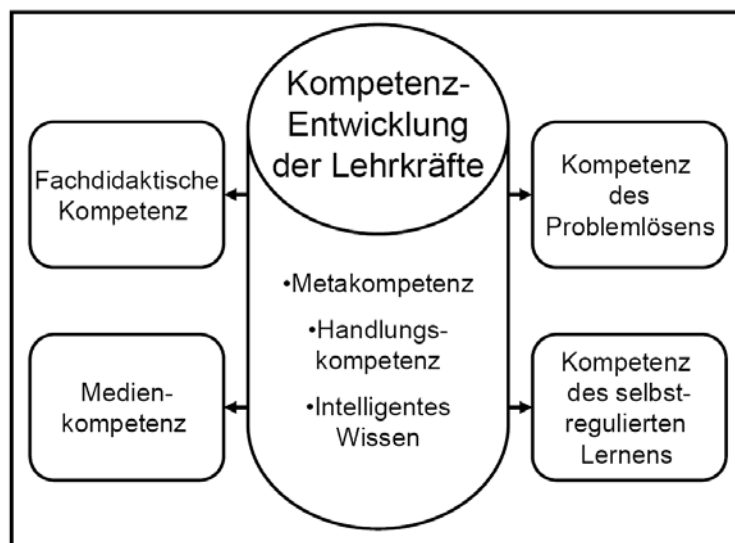 Kompetenz-
Entwicklung
der Lehrkräfte
Fachdidaktische
Kompetenz
Kompetenz
des
Problemlösens
•Metakompetenz
•Handlungs-
kompetenz
•Intelligentes
Wissen
Medien-
kompetenz
Kompetenz
des selbst-
regulierten
Lernens